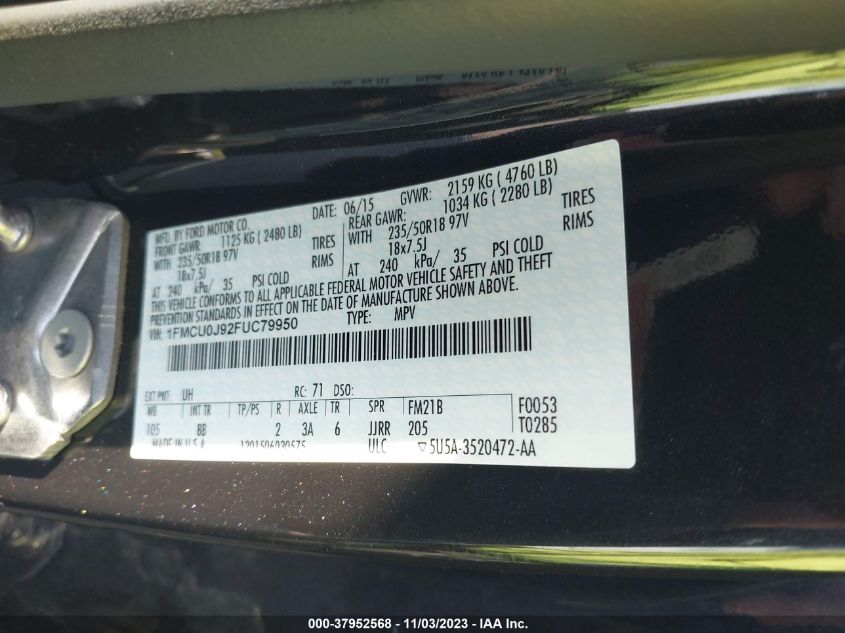 MFD. BY FORD MOTOR CO.
DATE: 06/15 GVWR: 2159 KG ( 4760 LB)
FRONT GAWR: 1125 KG ( 2480 LB)
REAR GAWR: 1034 KG ( 2280 LB)
WITH 235/50R18 97V TIRES
WITH 235/50R18 97V TIRES
18x7.5J RIMS
18x7.5J RIMS
AT 240 kPa/ 35 PSI COLD
AT 240 kPa/ 35 PSI COLD
THIS VEHICLE CONFORMS TO ALL APPLICABLE FEDERAL MOTOR VEHICLE SAFETY AND THEFT
PREVENTION STANDARDS IN EFFECT ON THE DATE OF MANUFACTURE SHOWN ABOVE.
VIN: 1FMCU0J92FUC79950 TYPE: MPV
EXT PNT: UH RC: 71 DSO:
WB INT TR TP/PS R AXLE TR SPR FM21B F0053
105 BB 2 3A 6 JJRR 205 T0285
MADE IN U.S.A. ULC ▽5U5A-3520472-AA
000-37952568 - 11/03/2023 - IAA Inc.